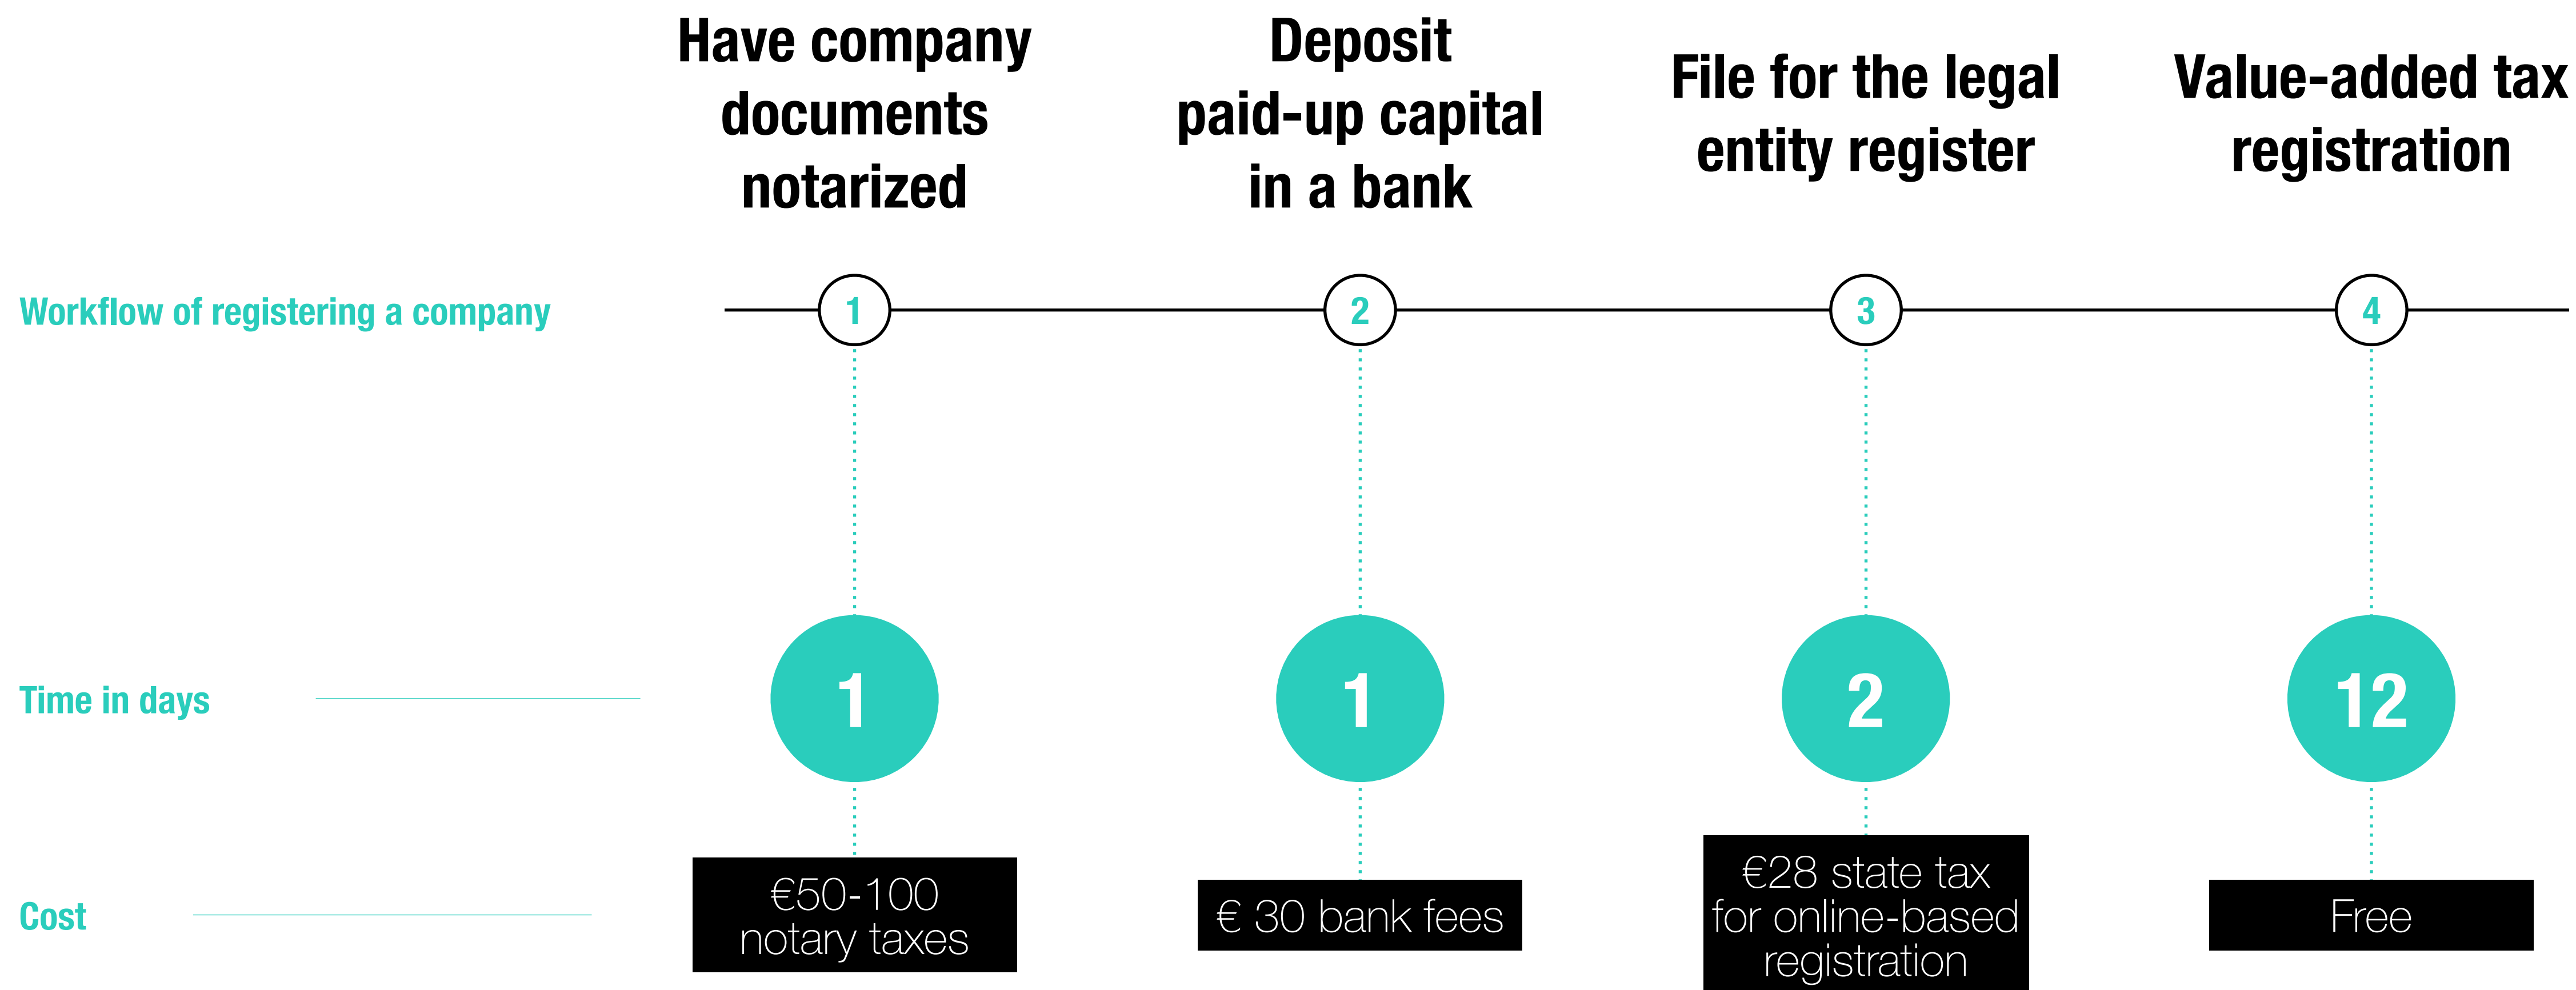 Have company
documents
notarized
Deposit
paid-up capital
in a bank
File for the legal
entity register
Value-added tax
registration
Workflow of registering a company
1
2
3
4
Time in days
1
1
2
12
Cost
€50-100
notary taxes
€ 30 bank fees
€28 state tax
for online-based
registration
Free